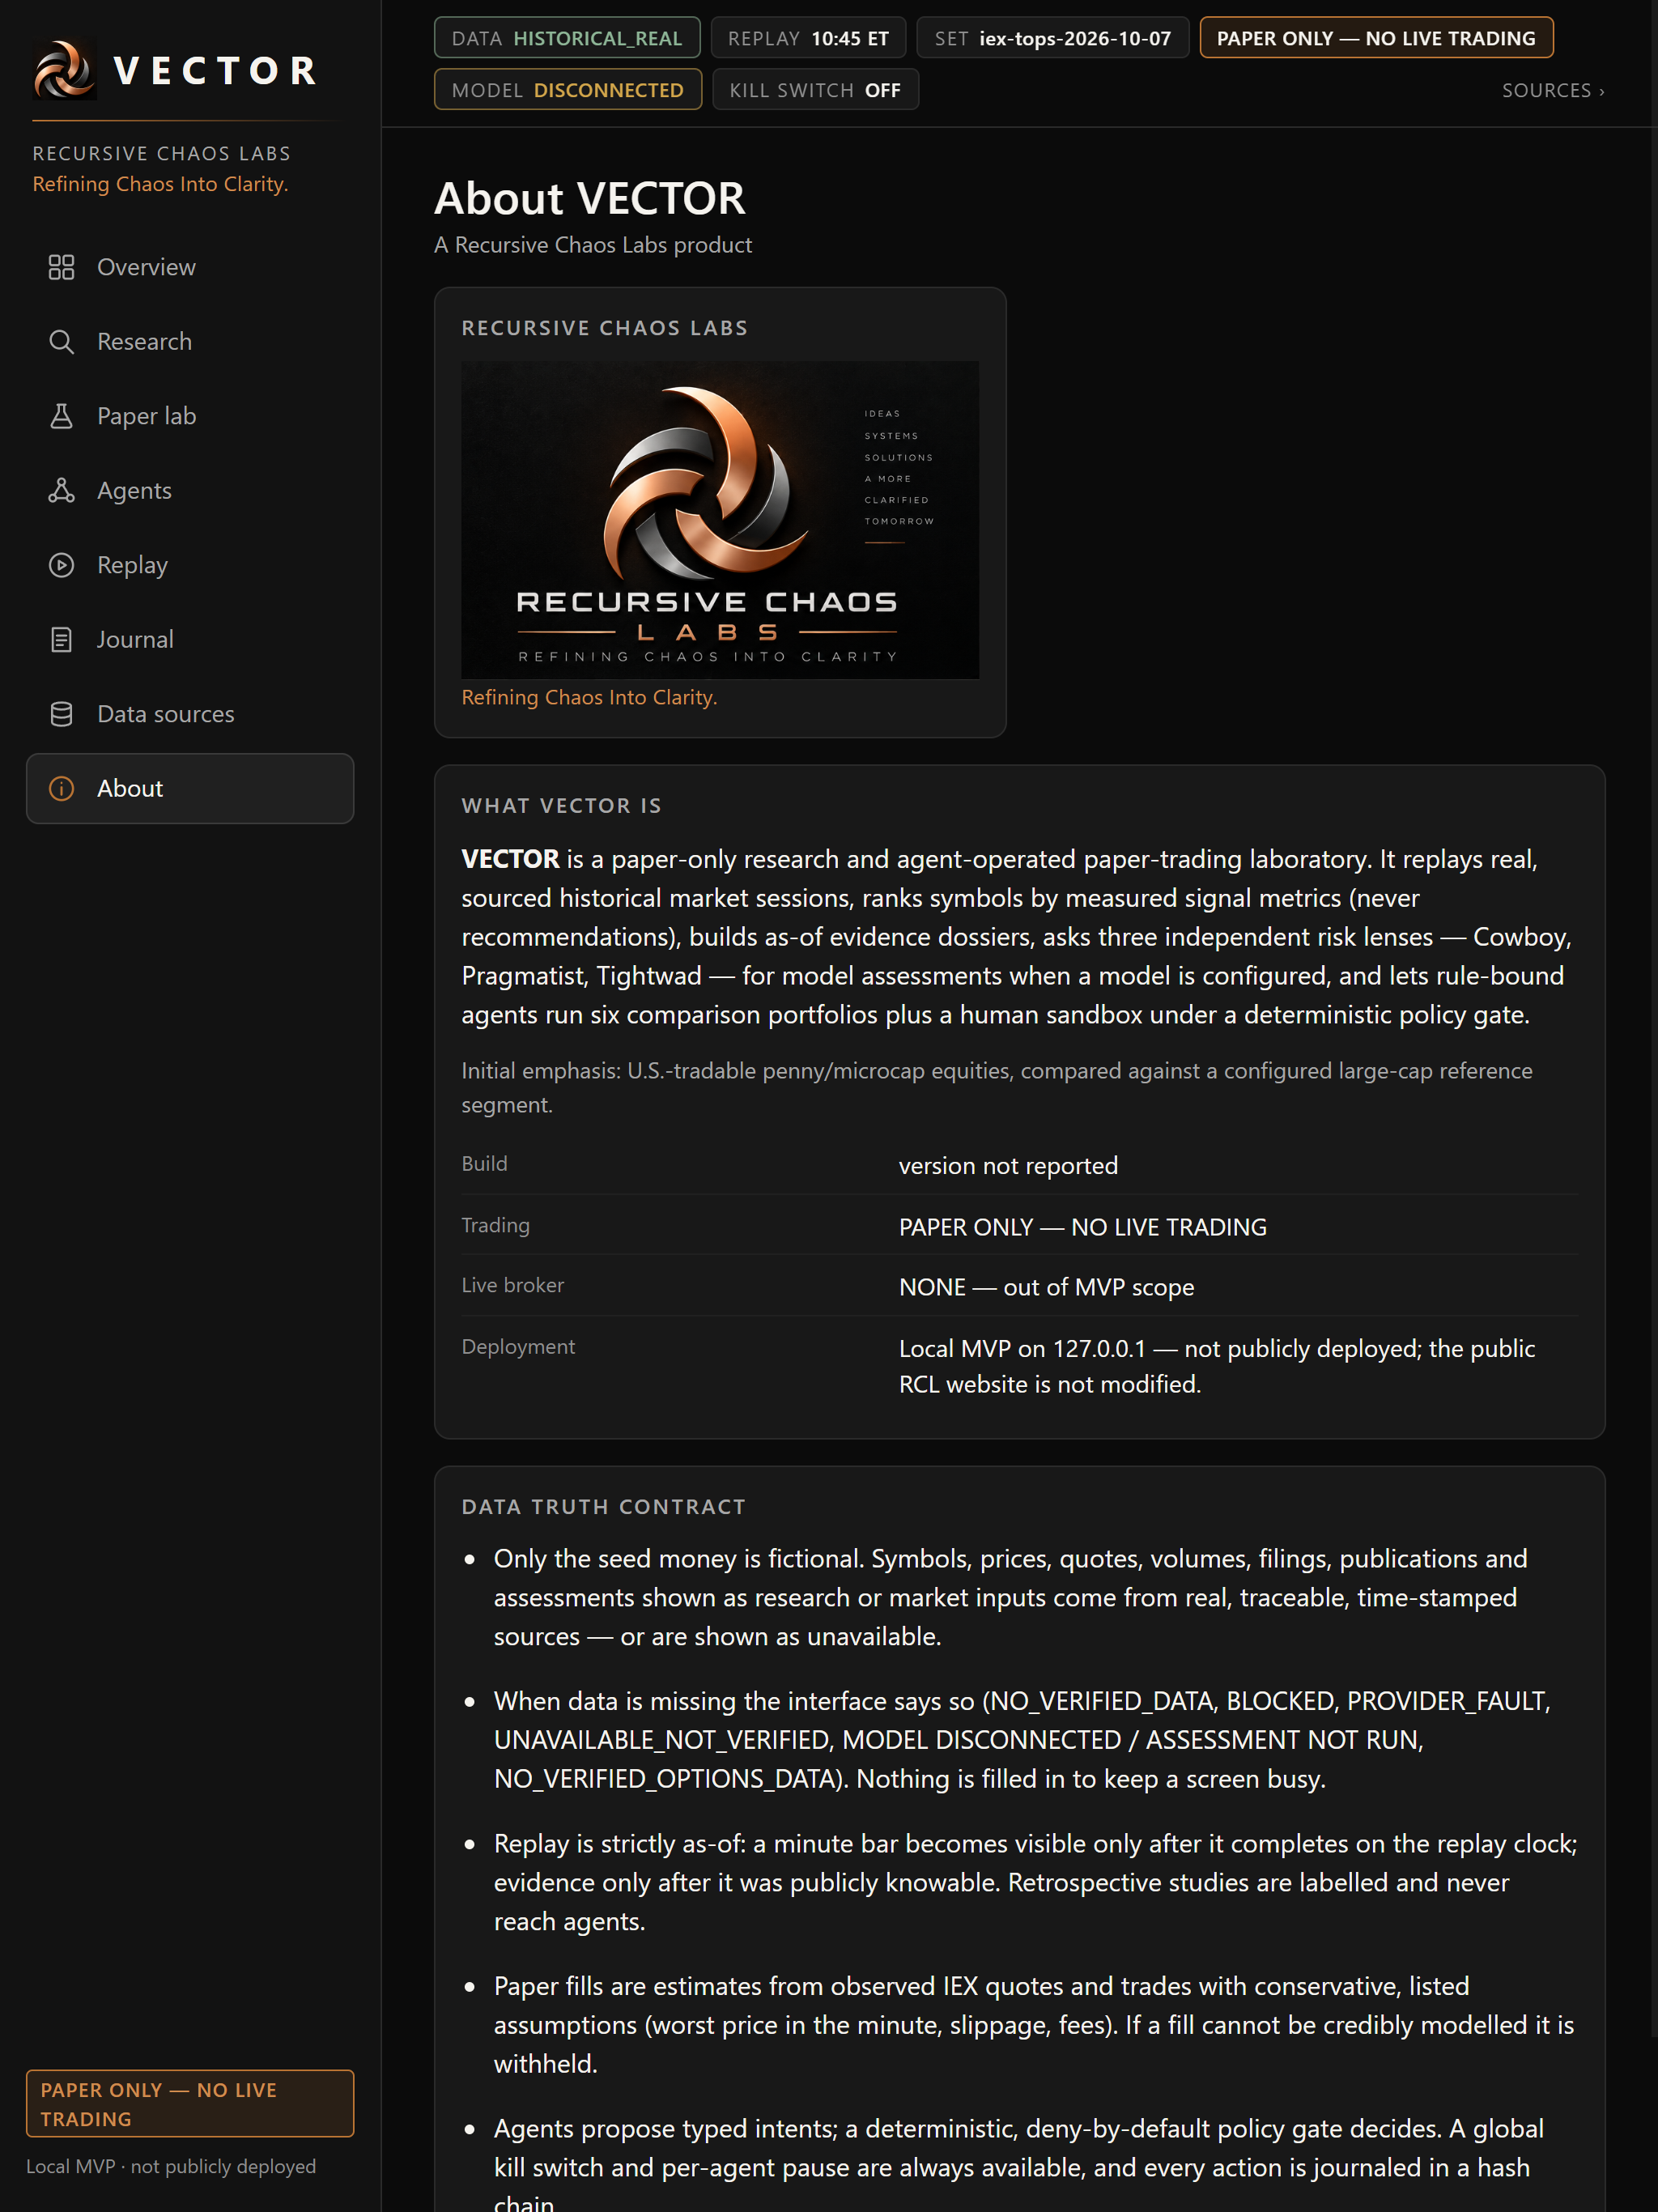 VECTOR
RECURSIVE CHAOS LABS
Refining Chaos Into Clarity.
Overview
Research
Paper lab
Agents
Replay
Journal
Data sources
About
PAPER ONLY — NO LIVE
TRADING
Local MVP · not publicly deployed
DATA HISTORICAL_REAL
REPLAY 10:45 ET
SET iex-tops-2026-10-07
PAPER ONLY — NO LIVE TRADING
MODEL DISCONNECTED
KILL SWITCH OFF
SOURCES ›
About VECTOR
A Recursive Chaos Labs product
RECURSIVE CHAOS LABS
IDEAS
SYSTEMS
SOLUTIONS
A MORE
CLARIFIED
TOMORROW
RECURSIVE CHAOS
LABS
REFINING CHAOS INTO CLARITY
Refining Chaos Into Clarity.
WHAT VECTOR IS
VECTOR is a paper-only research and agent-operated paper-trading laboratory. It replays real,
sourced historical market sessions, ranks symbols by measured signal metrics (never
recommendations), builds as-of evidence dossiers, asks three independent risk lenses — Cowboy,
Pragmatist, Tightwad — for model assessments when a model is configured, and lets rule-bound
agents run six comparison portfolios plus a human sandbox under a deterministic policy gate.
Initial emphasis: U.S.-tradable penny/microcap equities, compared against a configured large-cap reference
segment.
Build version not reported
Trading PAPER ONLY — NO LIVE TRADING
Live broker NONE — out of MVP scope
Deployment Local MVP on 127.0.0.1 — not publicly deployed; the public
RCL website is not modified.
DATA TRUTH CONTRACT
• Only the seed money is fictional. Symbols, prices, quotes, volumes, filings, publications and
assessments shown as research or market inputs come from real, traceable, time-stamped
sources — or are shown as unavailable.
• When data is missing the interface says so (NO_VERIFIED_DATA, BLOCKED, PROVIDER_FAULT,
UNAVAILABLE_NOT_VERIFIED, MODEL DISCONNECTED / ASSESSMENT NOT RUN,
NO_VERIFIED_OPTIONS_DATA). Nothing is filled in to keep a screen busy.
• Replay is strictly as-of: a minute bar becomes visible only after it completes on the replay clock;
evidence only after it was publicly knowable. Retrospective studies are labelled and never
reach agents.
• Paper fills are estimates from observed IEX quotes and trades with conservative, listed
assumptions (worst price in the minute, slippage, fees). If a fill cannot be credibly modelled it is
withheld.
• Agents propose typed intents; a deterministic, deny-by-default policy gate decides. A global
kill switch and per-agent pause are always available, and every action is journaled in a hash
chain